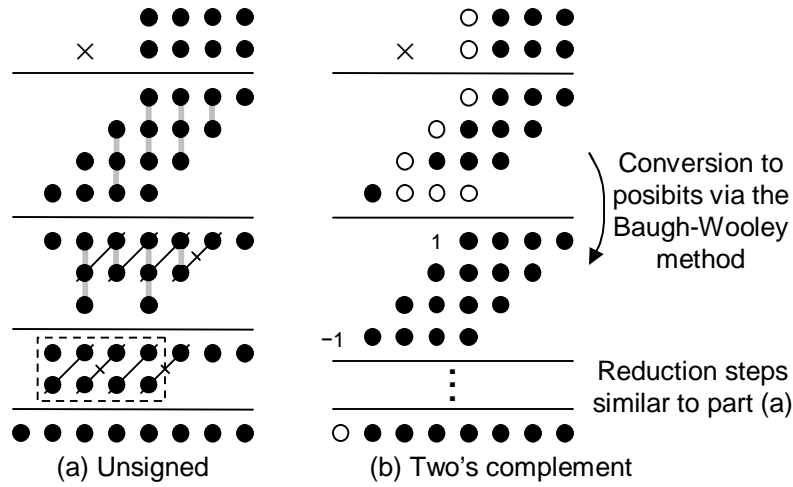 ×
×
Conversion to
posibits via the
Baugh-Wooley
method
1
−1
Reduction steps
similar to part (a)
(a) Unsigned
(b) Two's complement